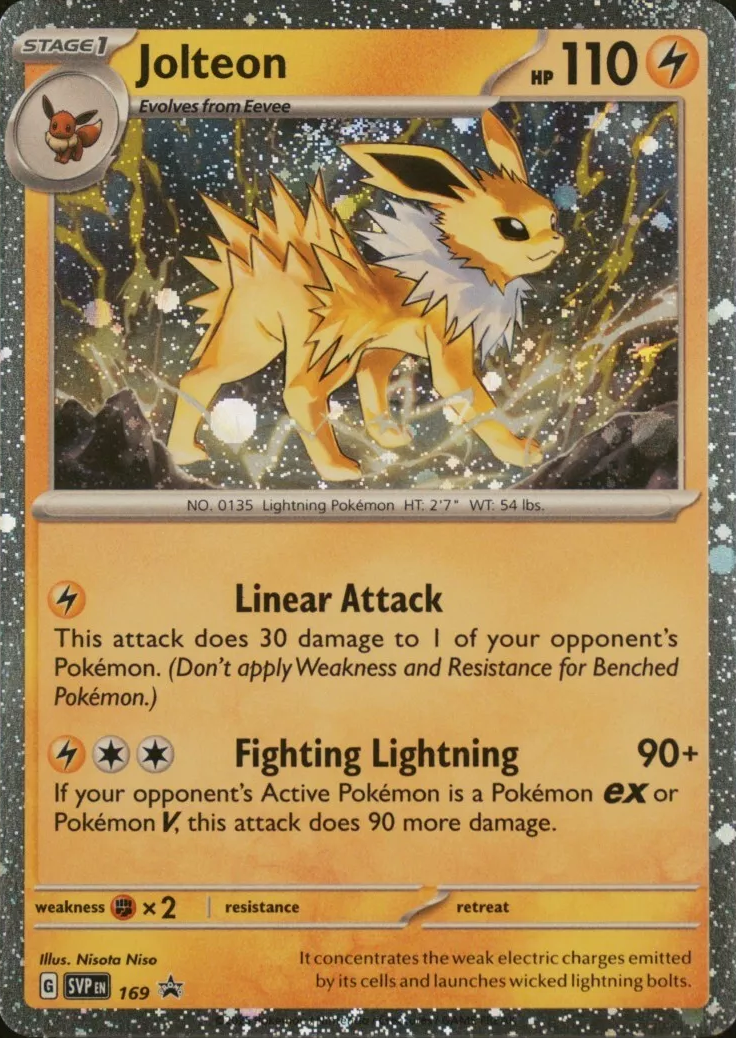 STAGE 1
Jolteon
HP 110
Evolves from Eevee
NO. 0135 Lightning Pokémon HT: 2'7" WT: 54 lbs.
Linear Attack
This attack does 30 damage to 1 of your opponent's
Pokémon. (Don't apply Weakness and Resistance for Benched
Pokémon.)
Fighting Lightning 90+
If your opponent's Active Pokémon is a Pokémon ex or
Pokémon V, this attack does 90 more damage.
weakness ×2 resistance retreat
Illus. Nisota Niso
It concentrates the weak electric charges emitted
by its cells and launches wicked lightning bolts.
G SVP EN 169